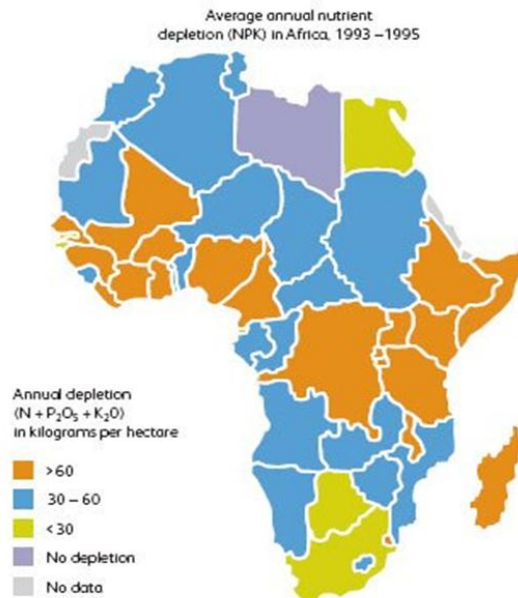 Average annual nutrient
depletion (NPK) in Africa, 1993–1995
Annual depletion
(N + P₂O₅ + K₂0)
in kilograms per hectare
>60
30 – 60
<30
No depletion
No data